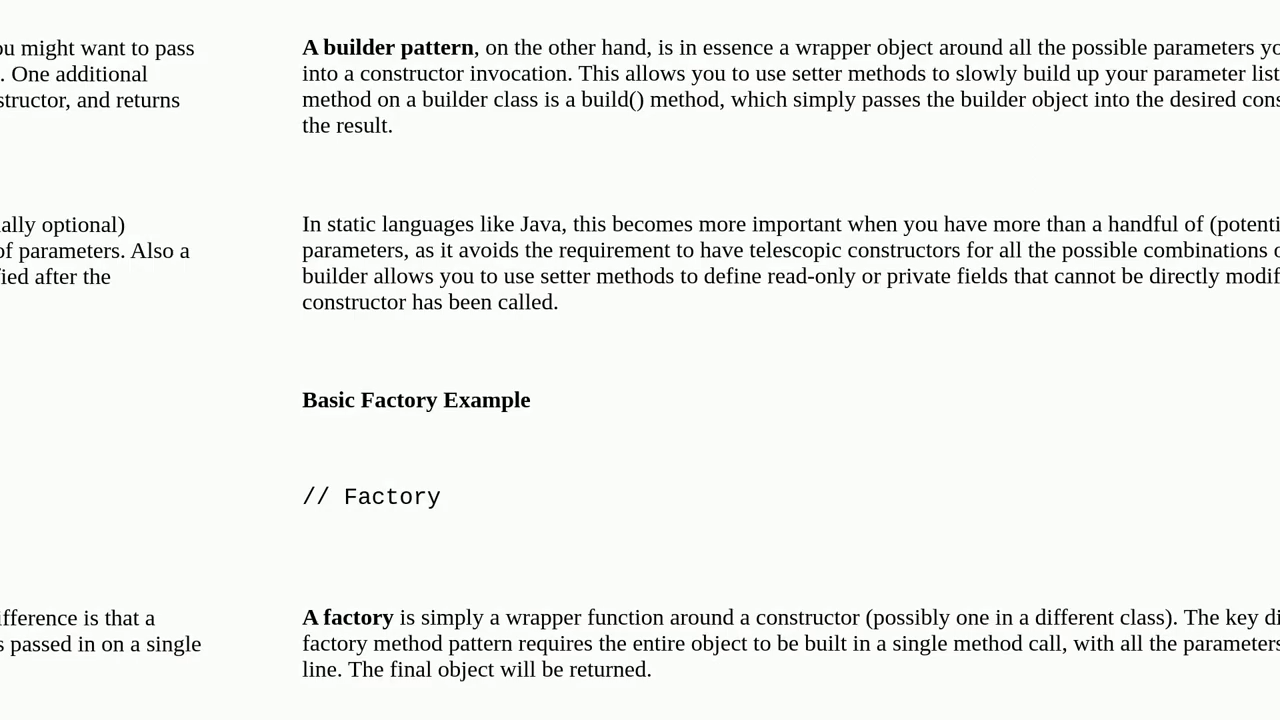 ou might want to pass
. One additional
structor, and returns
ally optional)
of parameters. Also a
fied after the
ifference is that a
s passed in on a single
A builder pattern, on the other hand, is in essence a wrapper object around all the possible parameters yo
into a constructor invocation. This allows you to use setter methods to slowly build up your parameter list
method on a builder class is a build() method, which simply passes the builder object into the desired cons
the result.
In static languages like Java, this becomes more important when you have more than a handful of (potenti
parameters, as it avoids the requirement to have telescopic constructors for all the possible combinations o
builder allows you to use setter methods to define read-only or private fields that cannot be directly modif
constructor has been called.
Basic Factory Example
// Factory
A factory is simply a wrapper function around a constructor (possibly one in a different class). The key di
factory method pattern requires the entire object to be built in a single method call, with all the parameters
line. The final object will be returned.